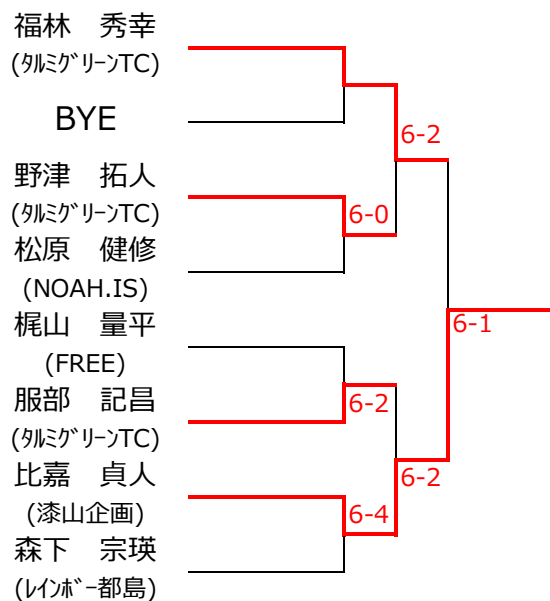 福林　秀幸
(ﾀﾙﾐｸﾞﾘｰﾝTC)
BYE
6-2
野津　拓人
(ﾀﾙﾐｸﾞﾘｰﾝTC)
6-0
松原　健修
(NOAH.IS)
梶山　量平
6-1
(FREE)
服部　記昌
6-2
(ﾀﾙﾐｸﾞﾘｰﾝTC)
比嘉　貞人
6-2
(漆山企画)
6-4
森下　宗瑛
(ﾚｲﾝﾎﾞｰ都島)